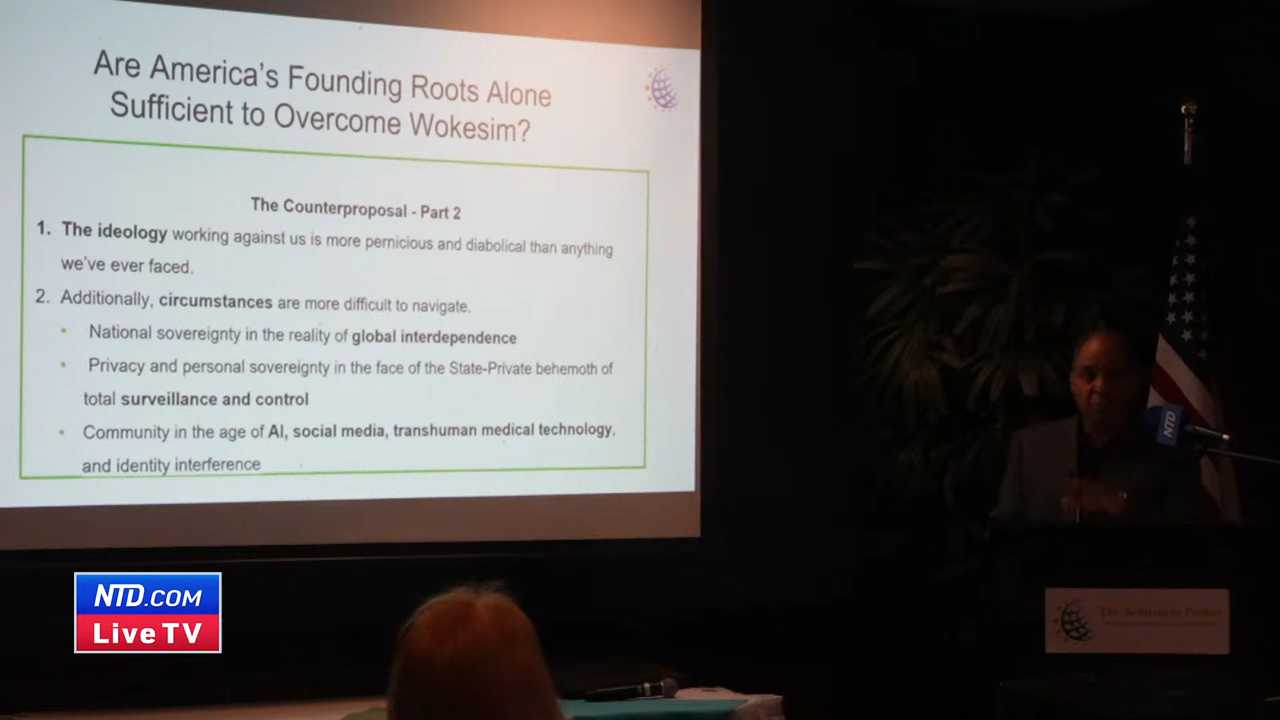 Are America's Founding Roots Alone
Sufficient to Overcome Wokesim?
The Counterproposal - Part 2
1. The ideology working against us is more pernicious and diabolical than anything
we've ever faced.
2. Additionally, circumstances are more difficult to navigate.
• National sovereignty in the reality of global interdependence
• Privacy and personal sovereignty in the face of the State-Private behemoth of
total surveillance and control
• Community in the age of AI, social media, transhuman medical technology,
and identity interference
NTD
The Settlement Project
NTD.COM
Live TV